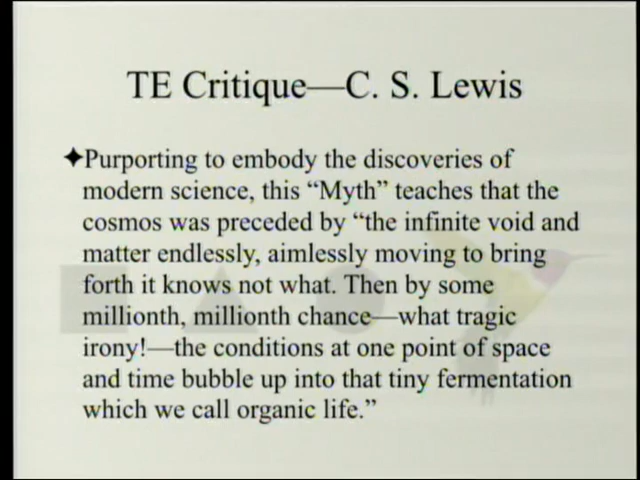 TE Critique—C. S. Lewis
✦Purporting to embody the discoveries of
modern science, this “Myth” teaches that the
cosmos was preceded by “the infinite void and
matter endlessly, aimlessly moving to bring
forth it knows not what. Then by some
millionth, millionth chance—what tragic
irony!—the conditions at one point of space
and time bubble up into that tiny fermentation
which we call organic life.”